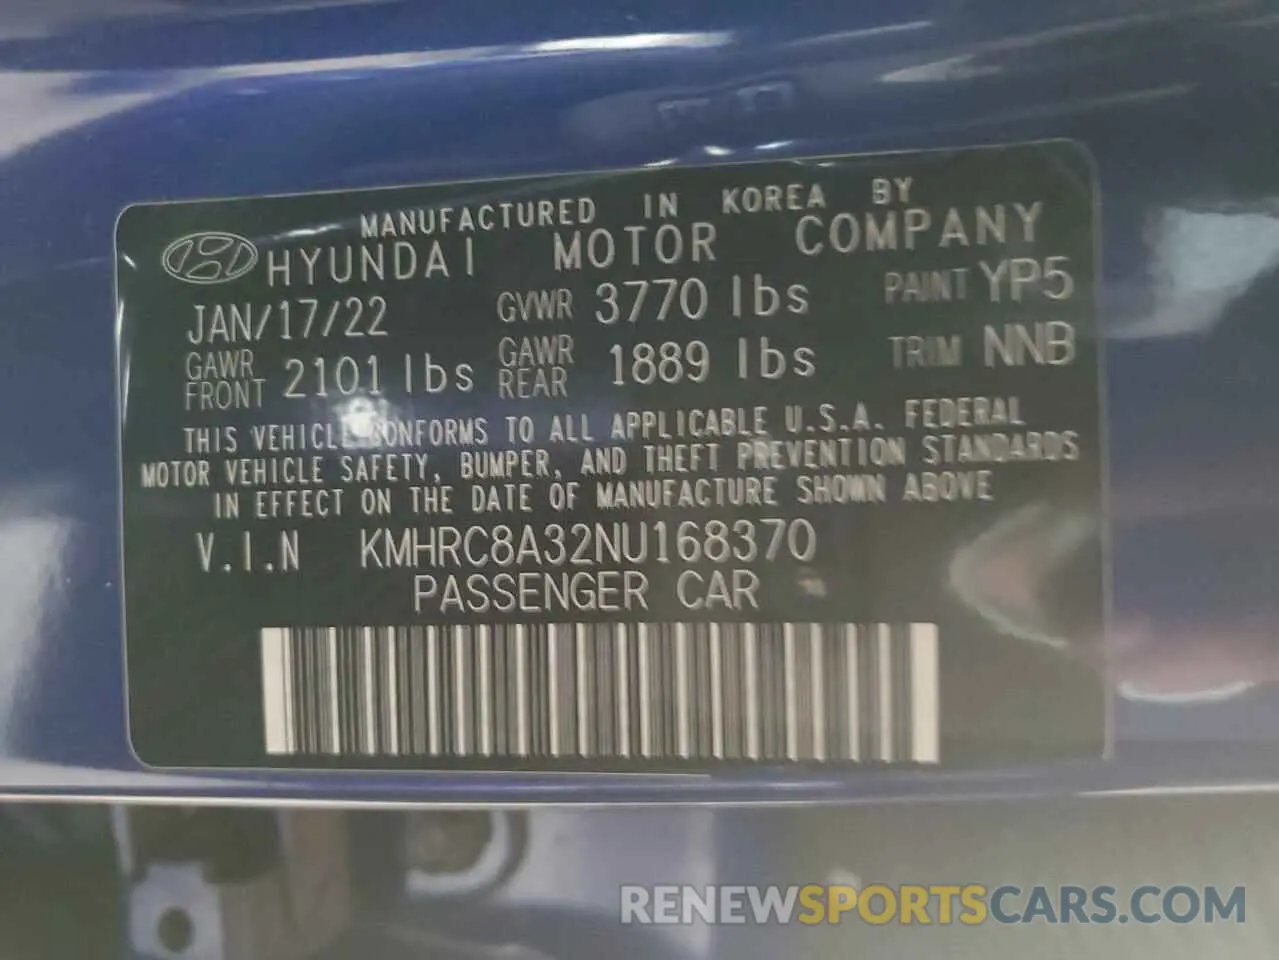 MANUFACTURED IN KOREA BY
HYUNDAI MOTOR COMPANY
JAN/17/22 GVWR 3770 lbs PAINT YP5
GAWR FRONT 2101 lbs GAWR REAR 1889 lbs TRIM NNB
THIS VEHICLE CONFORMS TO ALL APPLICABLE U.S.A. FEDERAL
MOTOR VEHICLE SAFETY, BUMPER, AND THEFT PREVENTION STANDARDS
IN EFFECT ON THE DATE OF MANUFACTURE SHOWN ABOVE
V.I.N KMHRC8A32NU168370
PASSENGER CAR
RENEWSPORTSCARS.COM